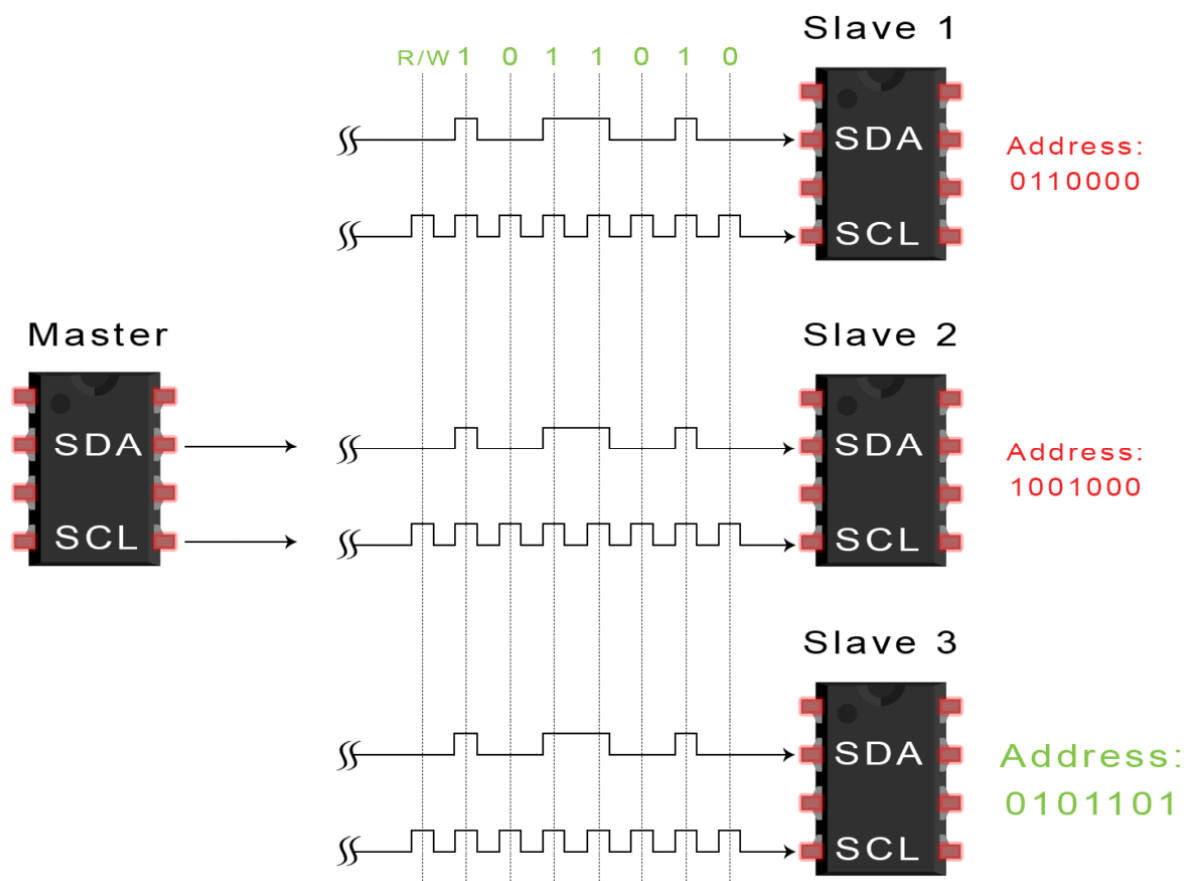 Slave 1
R/W 1 0 1 1 0 1 0
SDA
Address:
0110000
SCL
Master
SDA
SCL
Slave 2
SDA
Address:
1001000
SCL
Slave 3
SDA
Address:
0101101
SCL